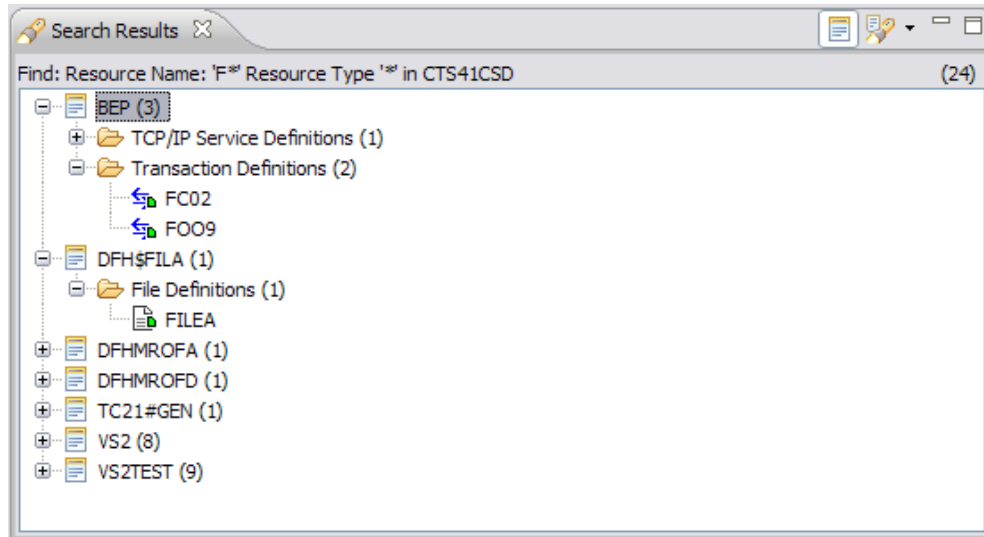 Search Results
Find: Resource Name: 'F*' Resource Type '*' in CTS41CSD (24)
BEP (3)
TCP/IP Service Definitions (1)
Transaction Definitions (2)
FC02
FOO9
DFH$FILA (1)
File Definitions (1)
FILEA
DFHMROFA (1)
DFHMROFD (1)
TC21#GEN (1)
VS2 (8)
VS2TEST (9)